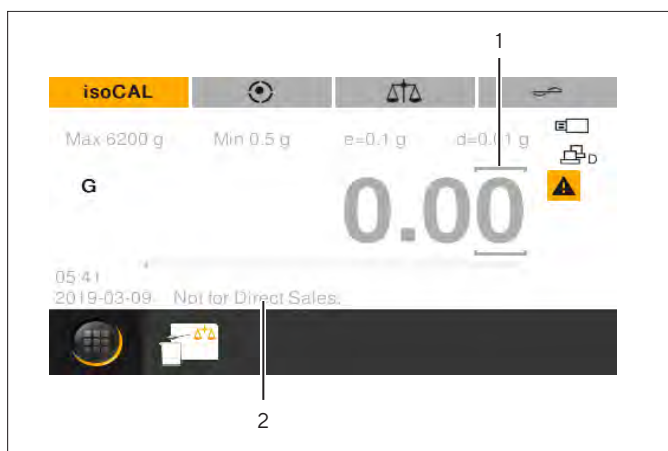 1
isoCAL
Max 6200 g Min 0.5 g e=0.1 g d=0.01 g
D
G 0.00
05:41
2019-03-09 Not for Direct Sales.
2